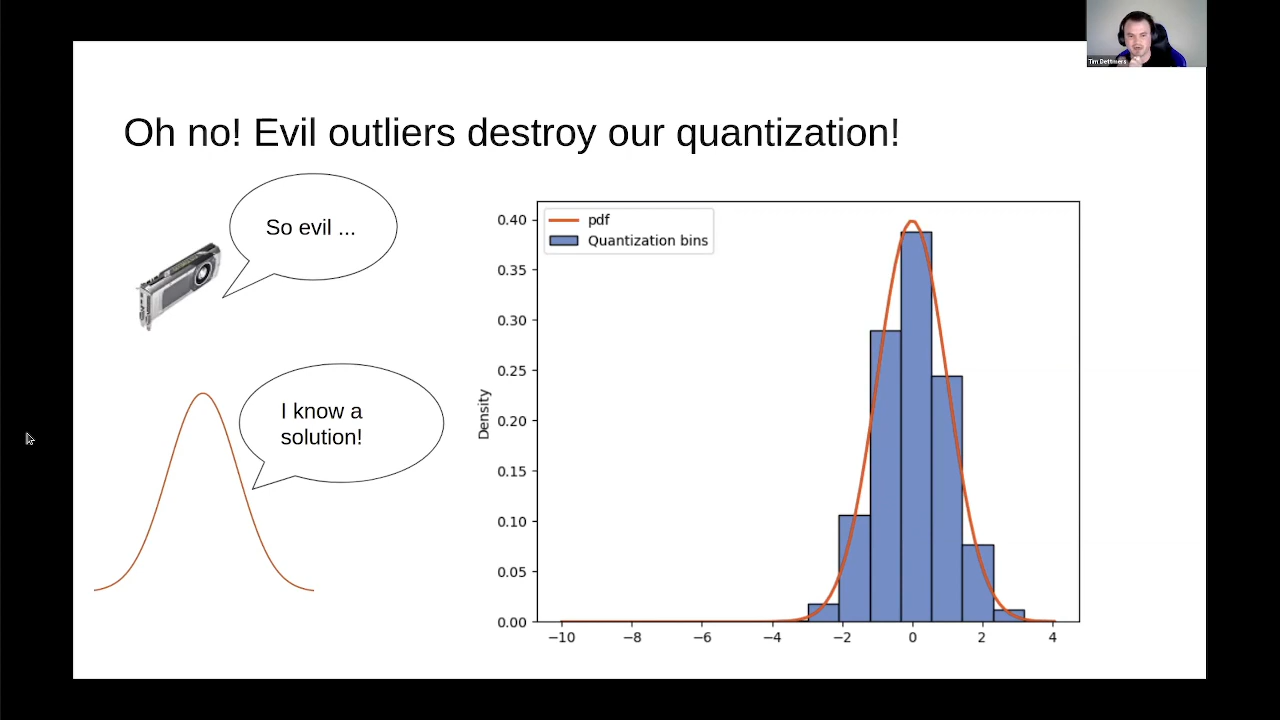 Tim Dettmers
Oh no! Evil outliers destroy our quantization!
So evil ...
I know a
solution!
pdf
Quantization bins
Density
0.40
0.35
0.30
0.25
0.20
0.15
0.10
0.05
0.00
−10
−8
−6
−4
−2
0
2
4